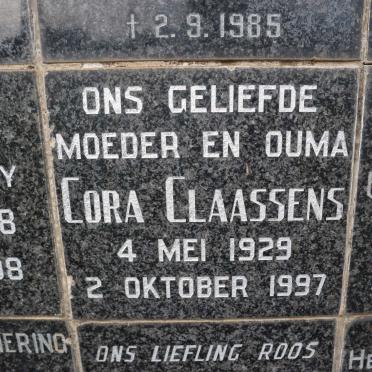 † 2.9.1985
ONS GELIEFDE
MOEDER EN OUMA
CORA CLAASSENS
4 MEI 1929
2 OKTOBER 1997
ONS LIEFLING ROOS